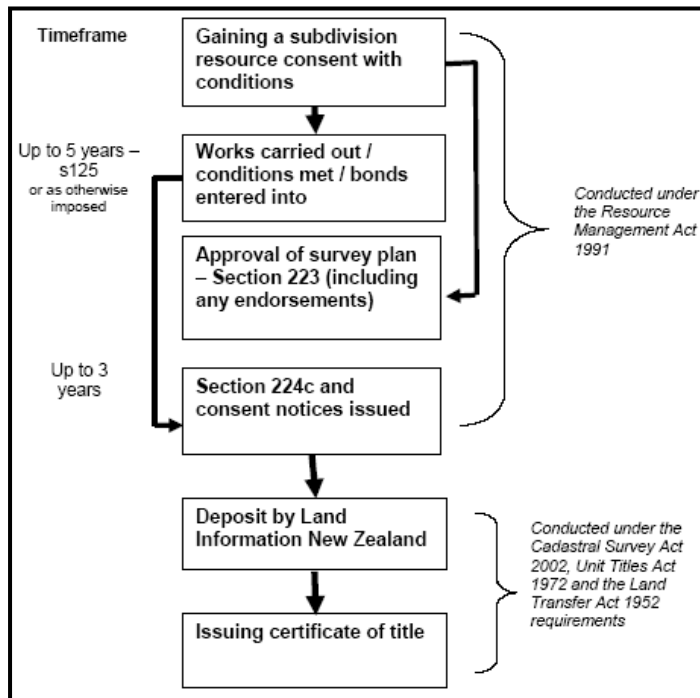 Timeframe
Gaining a subdivision
resource consent with
conditions
Up to 5 years –
s125
or as otherwise
imposed
Works carried out /
conditions met / bonds
entered into
Conducted under
the Resource
Management Act
1991
Approval of survey plan
– Section 223 (including
any endorsements)
Up to 3
years
Section 224c and
consent notices issued
Deposit by Land
Information New Zealand
Conducted under the
Cadastral Survey Act
2002, Unit Titles Act
1972 and the Land
Transfer Act 1952
requirements
Issuing certificate of title